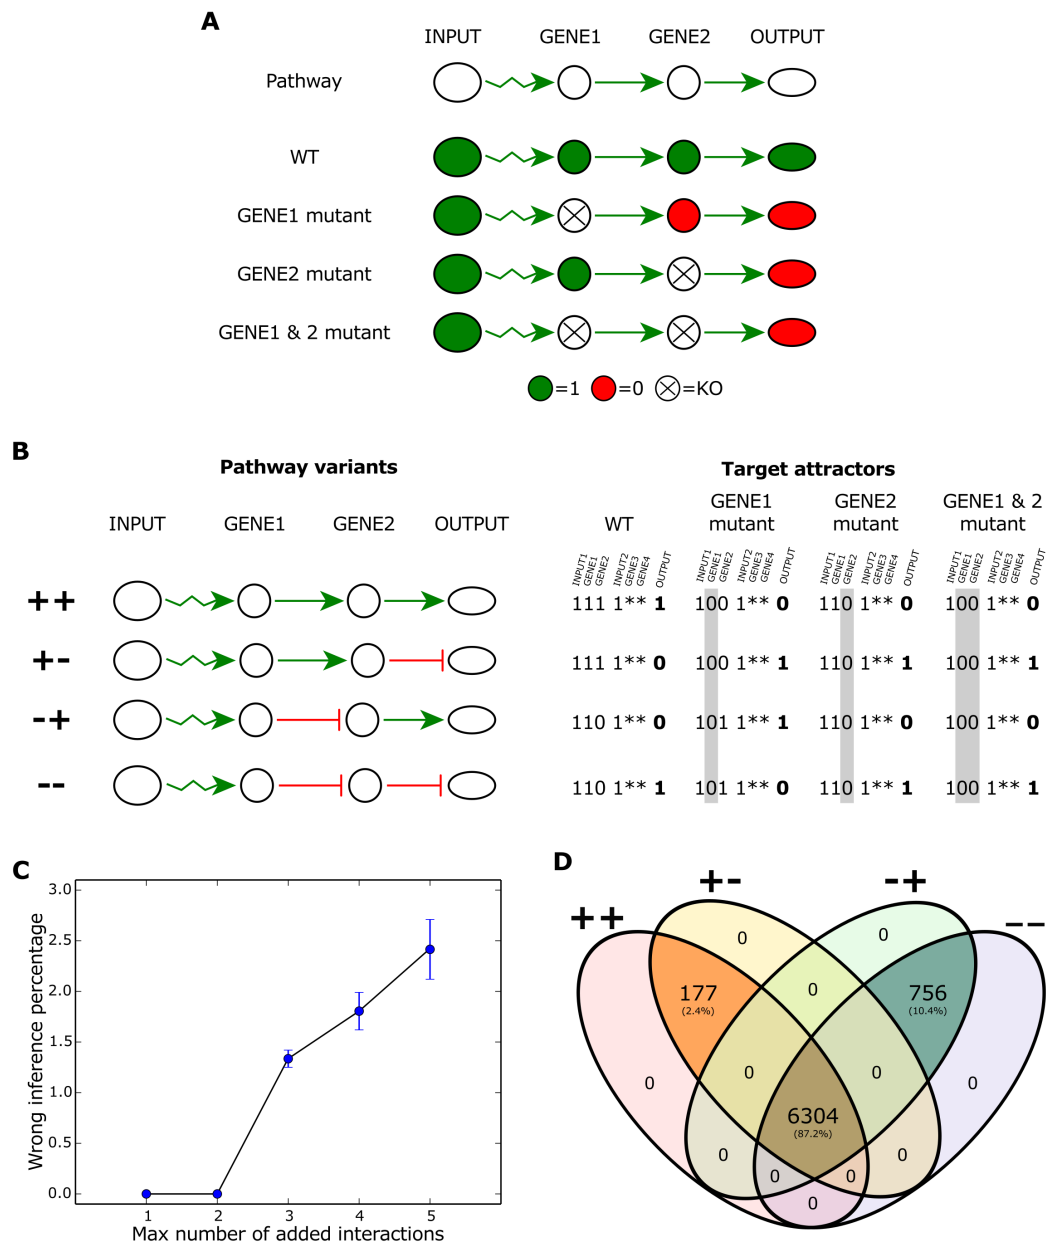 A
INPUT GENE1 GENE2 OUTPUT
Pathway
WT
GENE1 mutant
GENE2 mutant
GENE1 & 2 mutant
=1 =0 =KO
B
Pathway variants
Target attractors
INPUT GENE1 GENE2 OUTPUT
WT
GENE1 mutant
GENE2 mutant
GENE1 & 2 mutant
INPUT1 GENE1 GENE2 INPUT2 GENE3 GENE4 OUTPUT
INPUT1 GENE1 GENE2 INPUT2 GENE3 GENE4 OUTPUT
INPUT1 GENE1 GENE2 INPUT2 GENE3 GENE4 OUTPUT
INPUT1 GENE1 GENE2 INPUT2 GENE3 GENE4 OUTPUT
++ 111 1** 1 100 1** 0 110 1** 0 100 1** 0
+- 111 1** 0 100 1** 1 110 1** 1 100 1** 1
-+ 110 1** 0 101 1** 1 110 1** 0 100 1** 0
-- 110 1** 1 101 1** 0 110 1** 1 100 1** 1
C
Wrong inference percentage
3.0
2.5
2.0
1.5
1.0
0.5
0.0
1 2 3 4 5
Max number of added interactions
D
++ +- -+ --
0 0
177 (2.4%)
0
756 (10.4%)
0 0 0 0
6304 (87.2%)
0 0
0 0
0